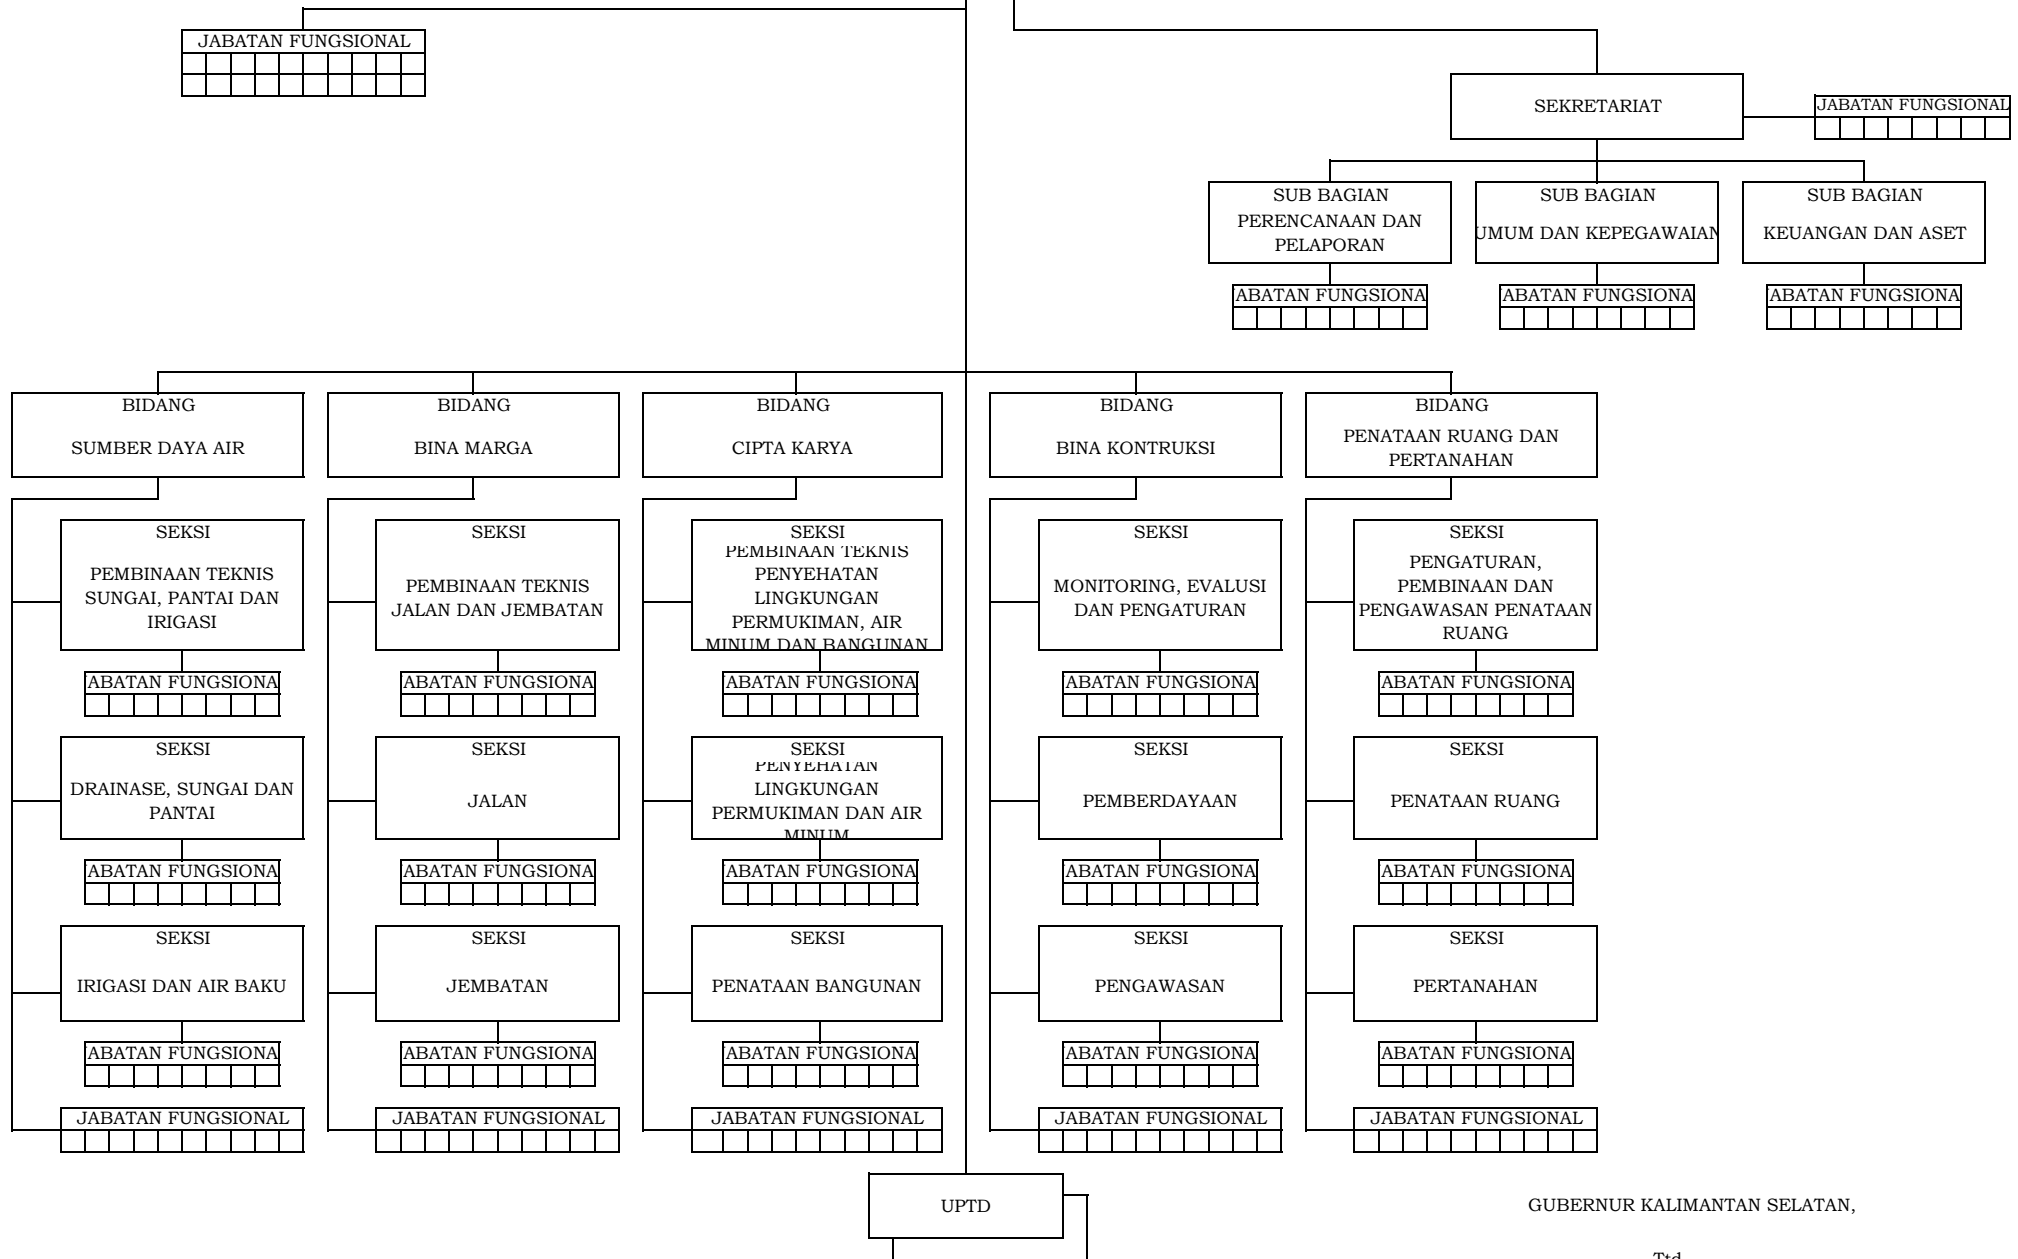 JABATAN FUNGSIONAL
SEKRETARIAT
JABATAN FUNGSIONAL
SUB BAGIAN
PERENCANAAN DAN
PELAPORAN
SUB BAGIAN
UMUM DAN KEPEGAWAIAN
SUB BAGIAN
KEUANGAN DAN ASET
ABATAN FUNGSIONA
ABATAN FUNGSIONA
ABATAN FUNGSIONA
BIDANG
SUMBER DAYA AIR
BIDANG
BINA MARGA
BIDANG
CIPTA KARYA
BIDANG
BINA KONTRUKSI
BIDANG
PENATAAN RUANG DAN
PERTANAHAN
SEKSI
PEMBINAAN TEKNIS
SUNGAI, PANTAI DAN
IRIGASI
SEKSI
PEMBINAAN TEKNIS
JALAN DAN JEMBATAN
SEKSI
PEMBINAAN TEKNIS
PENYEHATAN
LINGKUNGAN
PERMUKIMAN, AIR
MINUM DAN BANGUNAN
SEKSI
MONITORING, EVALUSI
DAN PENGATURAN
SEKSI
PENGATURAN,
PEMBINAAN DAN
PENGAWASAN PENATAAN
RUANG
ABATAN FUNGSIONA
ABATAN FUNGSIONA
ABATAN FUNGSIONA
ABATAN FUNGSIONA
ABATAN FUNGSIONA
SEKSI
DRAINASE, SUNGAI DAN
PANTAI
SEKSI
JALAN
SEKSI
PENYEHATAN
LINGKUNGAN
PERMUKIMAN DAN AIR
MINUM
SEKSI
PEMBERDAYAAN
SEKSI
PENATAAN RUANG
ABATAN FUNGSIONA
ABATAN FUNGSIONA
ABATAN FUNGSIONA
ABATAN FUNGSIONA
ABATAN FUNGSIONA
SEKSI
IRIGASI DAN AIR BAKU
SEKSI
JEMBATAN
SEKSI
PENATAAN BANGUNAN
SEKSI
PENGAWASAN
SEKSI
PERTANAHAN
ABATAN FUNGSIONA
ABATAN FUNGSIONA
ABATAN FUNGSIONA
ABATAN FUNGSIONA
ABATAN FUNGSIONA
JABATAN FUNGSIONAL
JABATAN FUNGSIONAL
JABATAN FUNGSIONAL
JABATAN FUNGSIONAL
JABATAN FUNGSIONAL
UPTD
GUBERNUR KALIMANTAN SELATAN,
Ttd